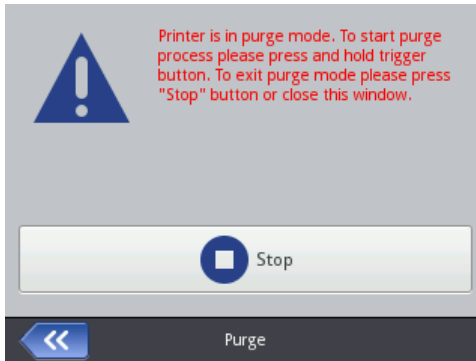 Printer is in purge mode. To start purge
process please press and hold trigger
button. To exit purge mode please press
"Stop" button or close this window.
Stop
Purge